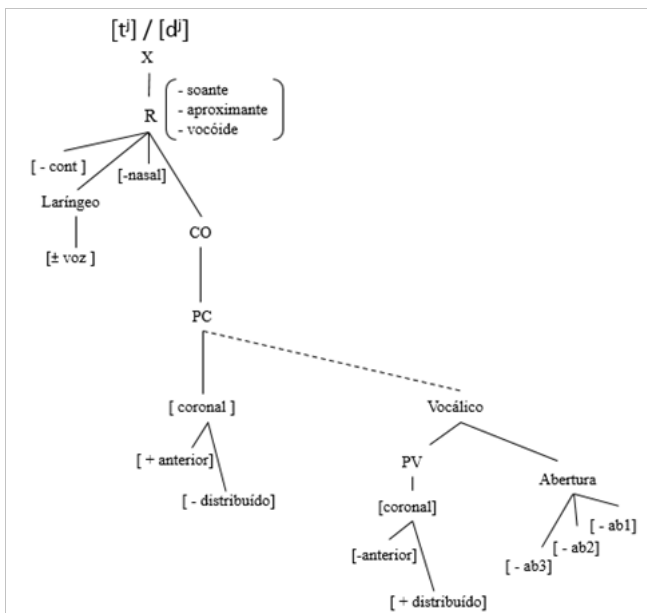 [tʲ] / [dʲ]
X
R
- soante
- aproximante
- vocóide
[ - cont ]
[-nasal]
Laríngeo
[± voz ]
CO
PC
[ coronal ]
Vocálico
[ + anterior]
[ - distribuído]
PV
Abertura
[coronal]
[-anterior]
[ + distribuído]
[ - ab3]
[ - ab2]
[ - ab1]